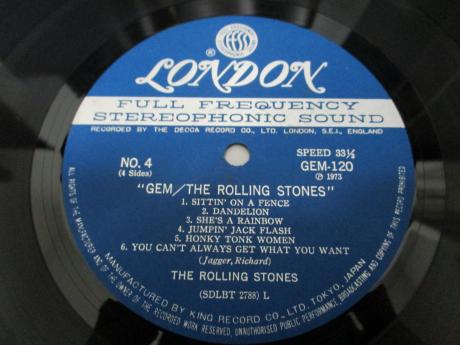 LONDON
®
FULL FREQUENCY
STEREOPHONIC SOUND
RECORDED BY THE DECCA RECORD CO., LTD. LONDON, S.E.I., ENGLAND
NO. 4
(4 Sides)
SPEED 33⅓
GEM-120
℗ 1973
"GEM/THE ROLLING STONES"
1. SITTIN' ON A FENCE
2. DANDELION
3. SHE'S A RAINBOW
4. JUMPIN' JACK FLASH
5. HONKY TONK WOMEN
6. YOU CAN'T ALWAYS GET WHAT YOU WANT
(Jagger, Richard)
THE ROLLING STONES
(SDLBT 2788) L
MANUFACTURED BY KING RECORD CO., LTD, TOKYO, JAPAN
ALL RIGHTS OF THE MANUFACTURER AND OF THE OWNER OF THE RECORDED WORK RESERVED, UNAUTHORISED PUBLIC PERFORMANCE, BROADCASTING AND COPYING OF THIS RECORD PROHIBITED